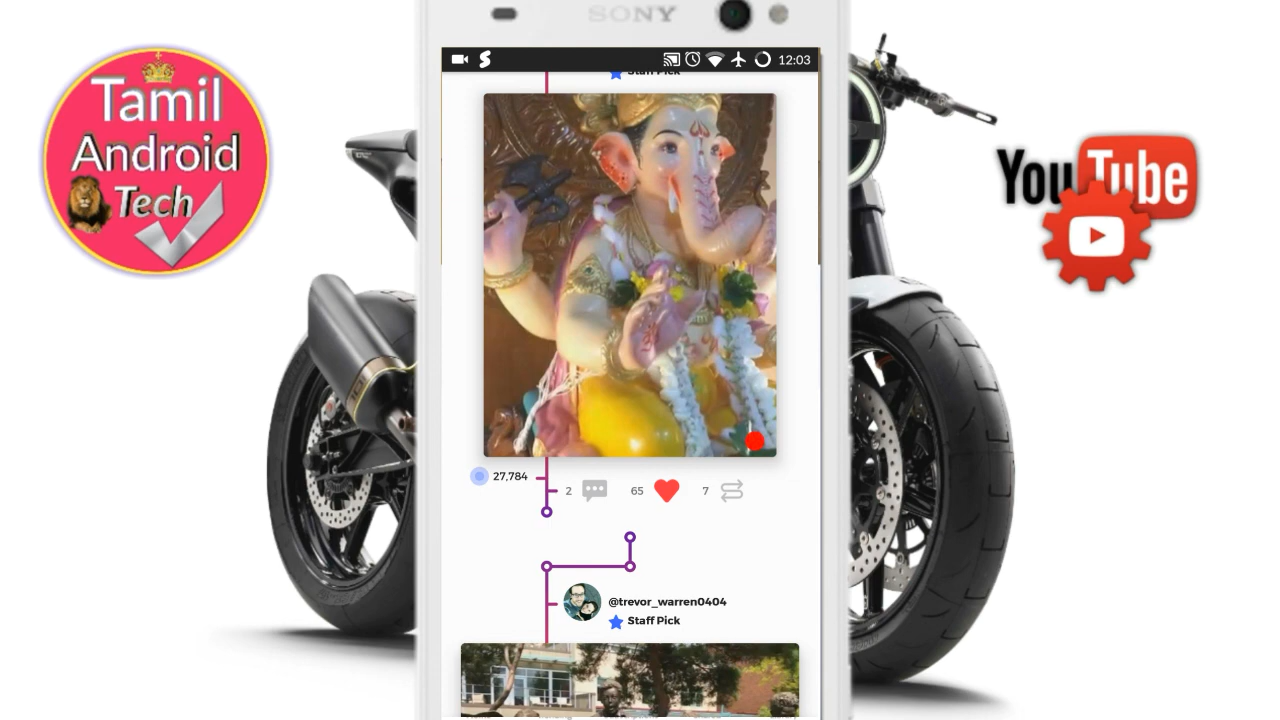 SONY
12:03
Staff Pick
Tamil
Android
Tech
YouTube
27,784
2
65
7
@trevor_warren0404
Staff Pick